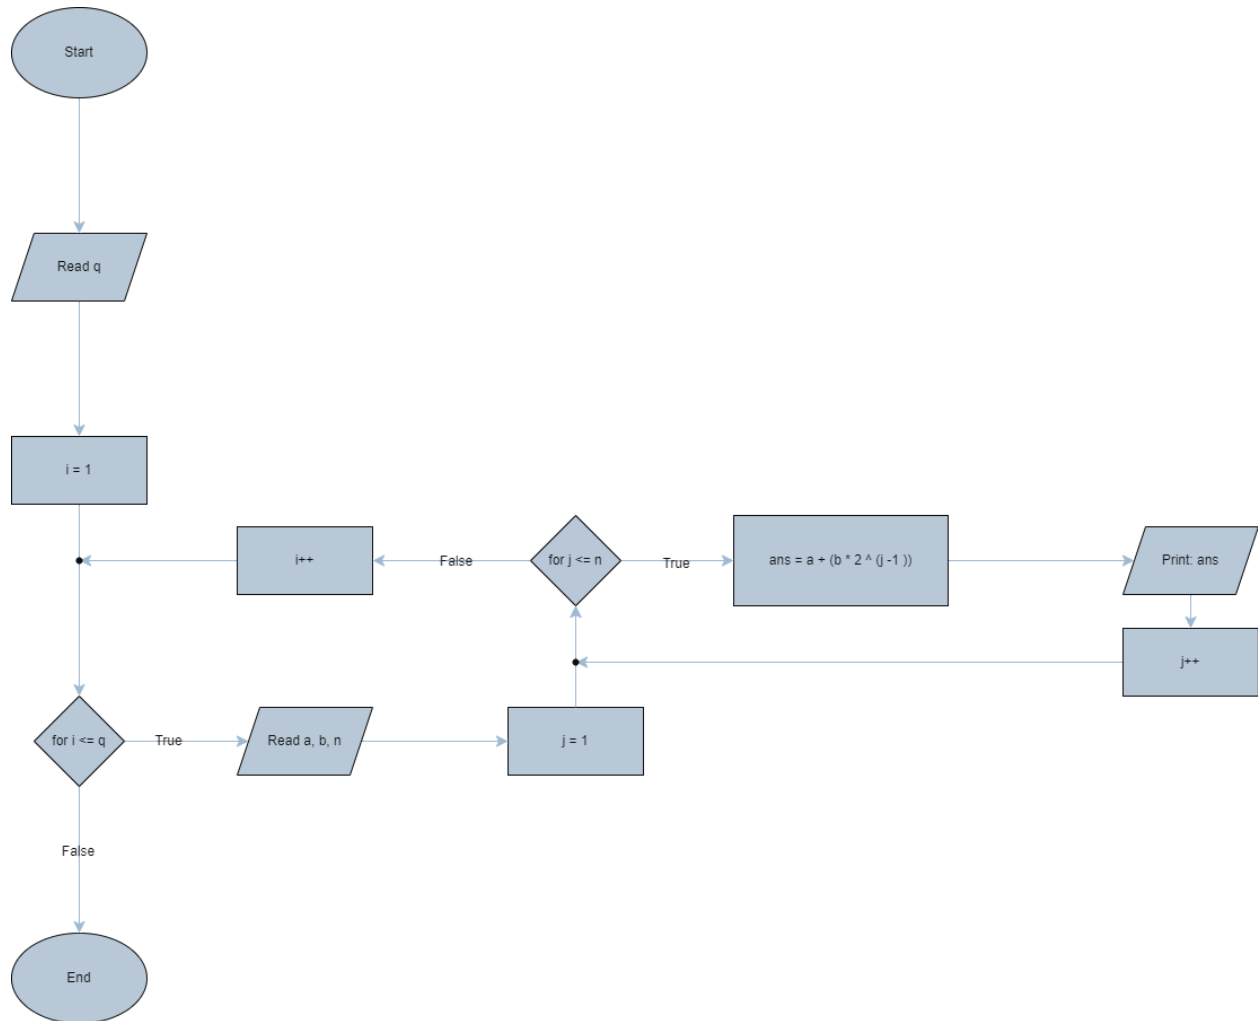 Start
Read q
i = 1
i++
False
for j <= n
True
ans = a + (b * 2 ^ (j -1 ))
Print: ans
j++
for i <= q
True
Read a, b, n
j = 1
False
End